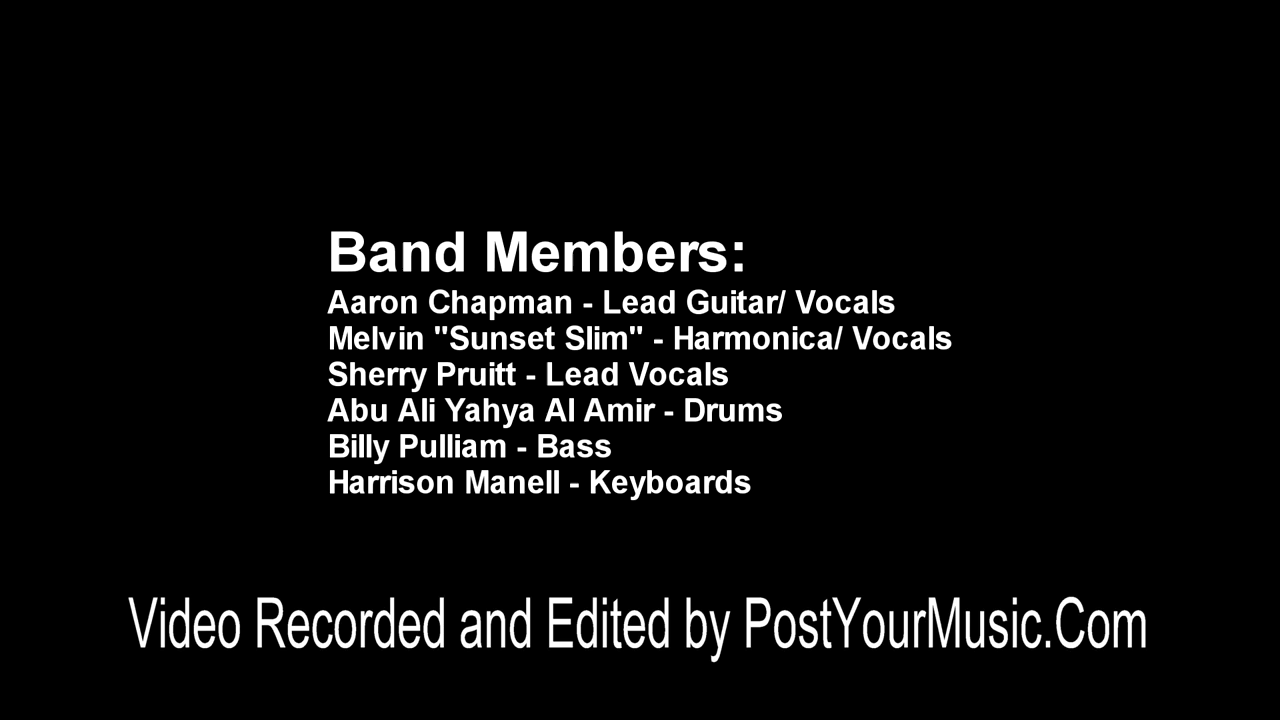 Band Members:
Aaron Chapman - Lead Guitar/ Vocals
Melvin "Sunset Slim" - Harmonica/ Vocals
Sherry Pruitt - Lead Vocals
Abu Ali Yahya Al Amir - Drums
Billy Pulliam - Bass
Harrison Manell - Keyboards
Video Recorded and Edited by PostYourMusic.Com